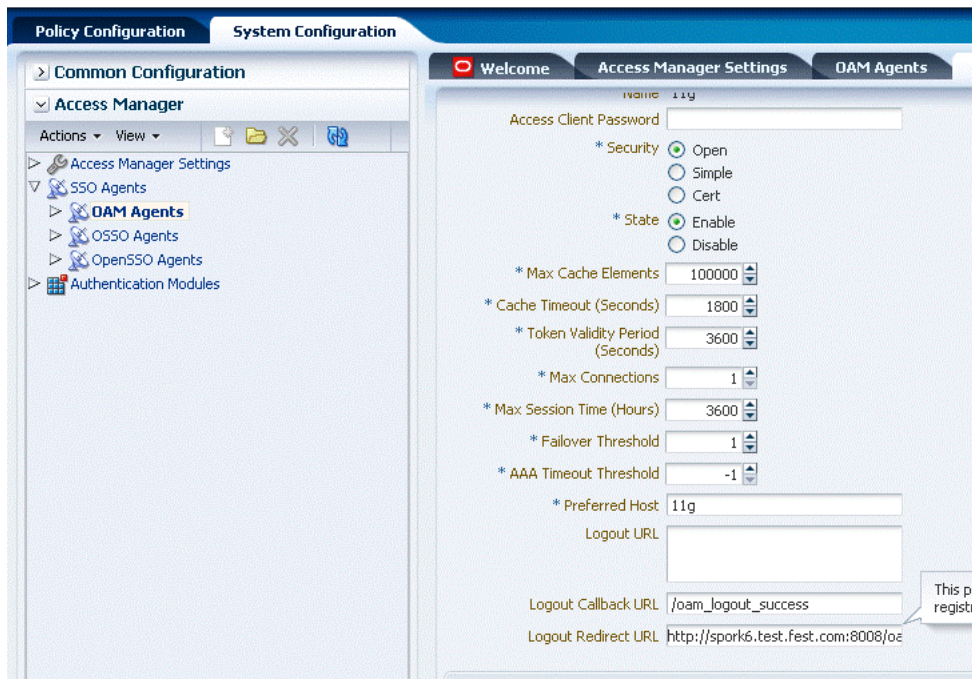 Policy Configuration
System Configuration
Common Configuration
Access Manager
Actions View
Access Manager Settings
SSO Agents
OAM Agents
OSSO Agents
OpenSSO Agents
Authentication Modules
Welcome
Access Manager Settings
OAM Agents
Name 11g
Access Client Password
* Security Open
Simple
Cert
* State Enable
Disable
* Max Cache Elements 100000
* Cache Timeout (Seconds) 1800
* Token Validity Period (Seconds) 3600
* Max Connections 1
* Max Session Time (Hours) 3600
* Failover Threshold 1
* AAA Timeout Threshold -1
* Preferred Host 11g
Logout URL
Logout Callback URL /oam_logout_success
Logout Redirect URL http://spork6.test.fest.com:8008/oa
This p
regist